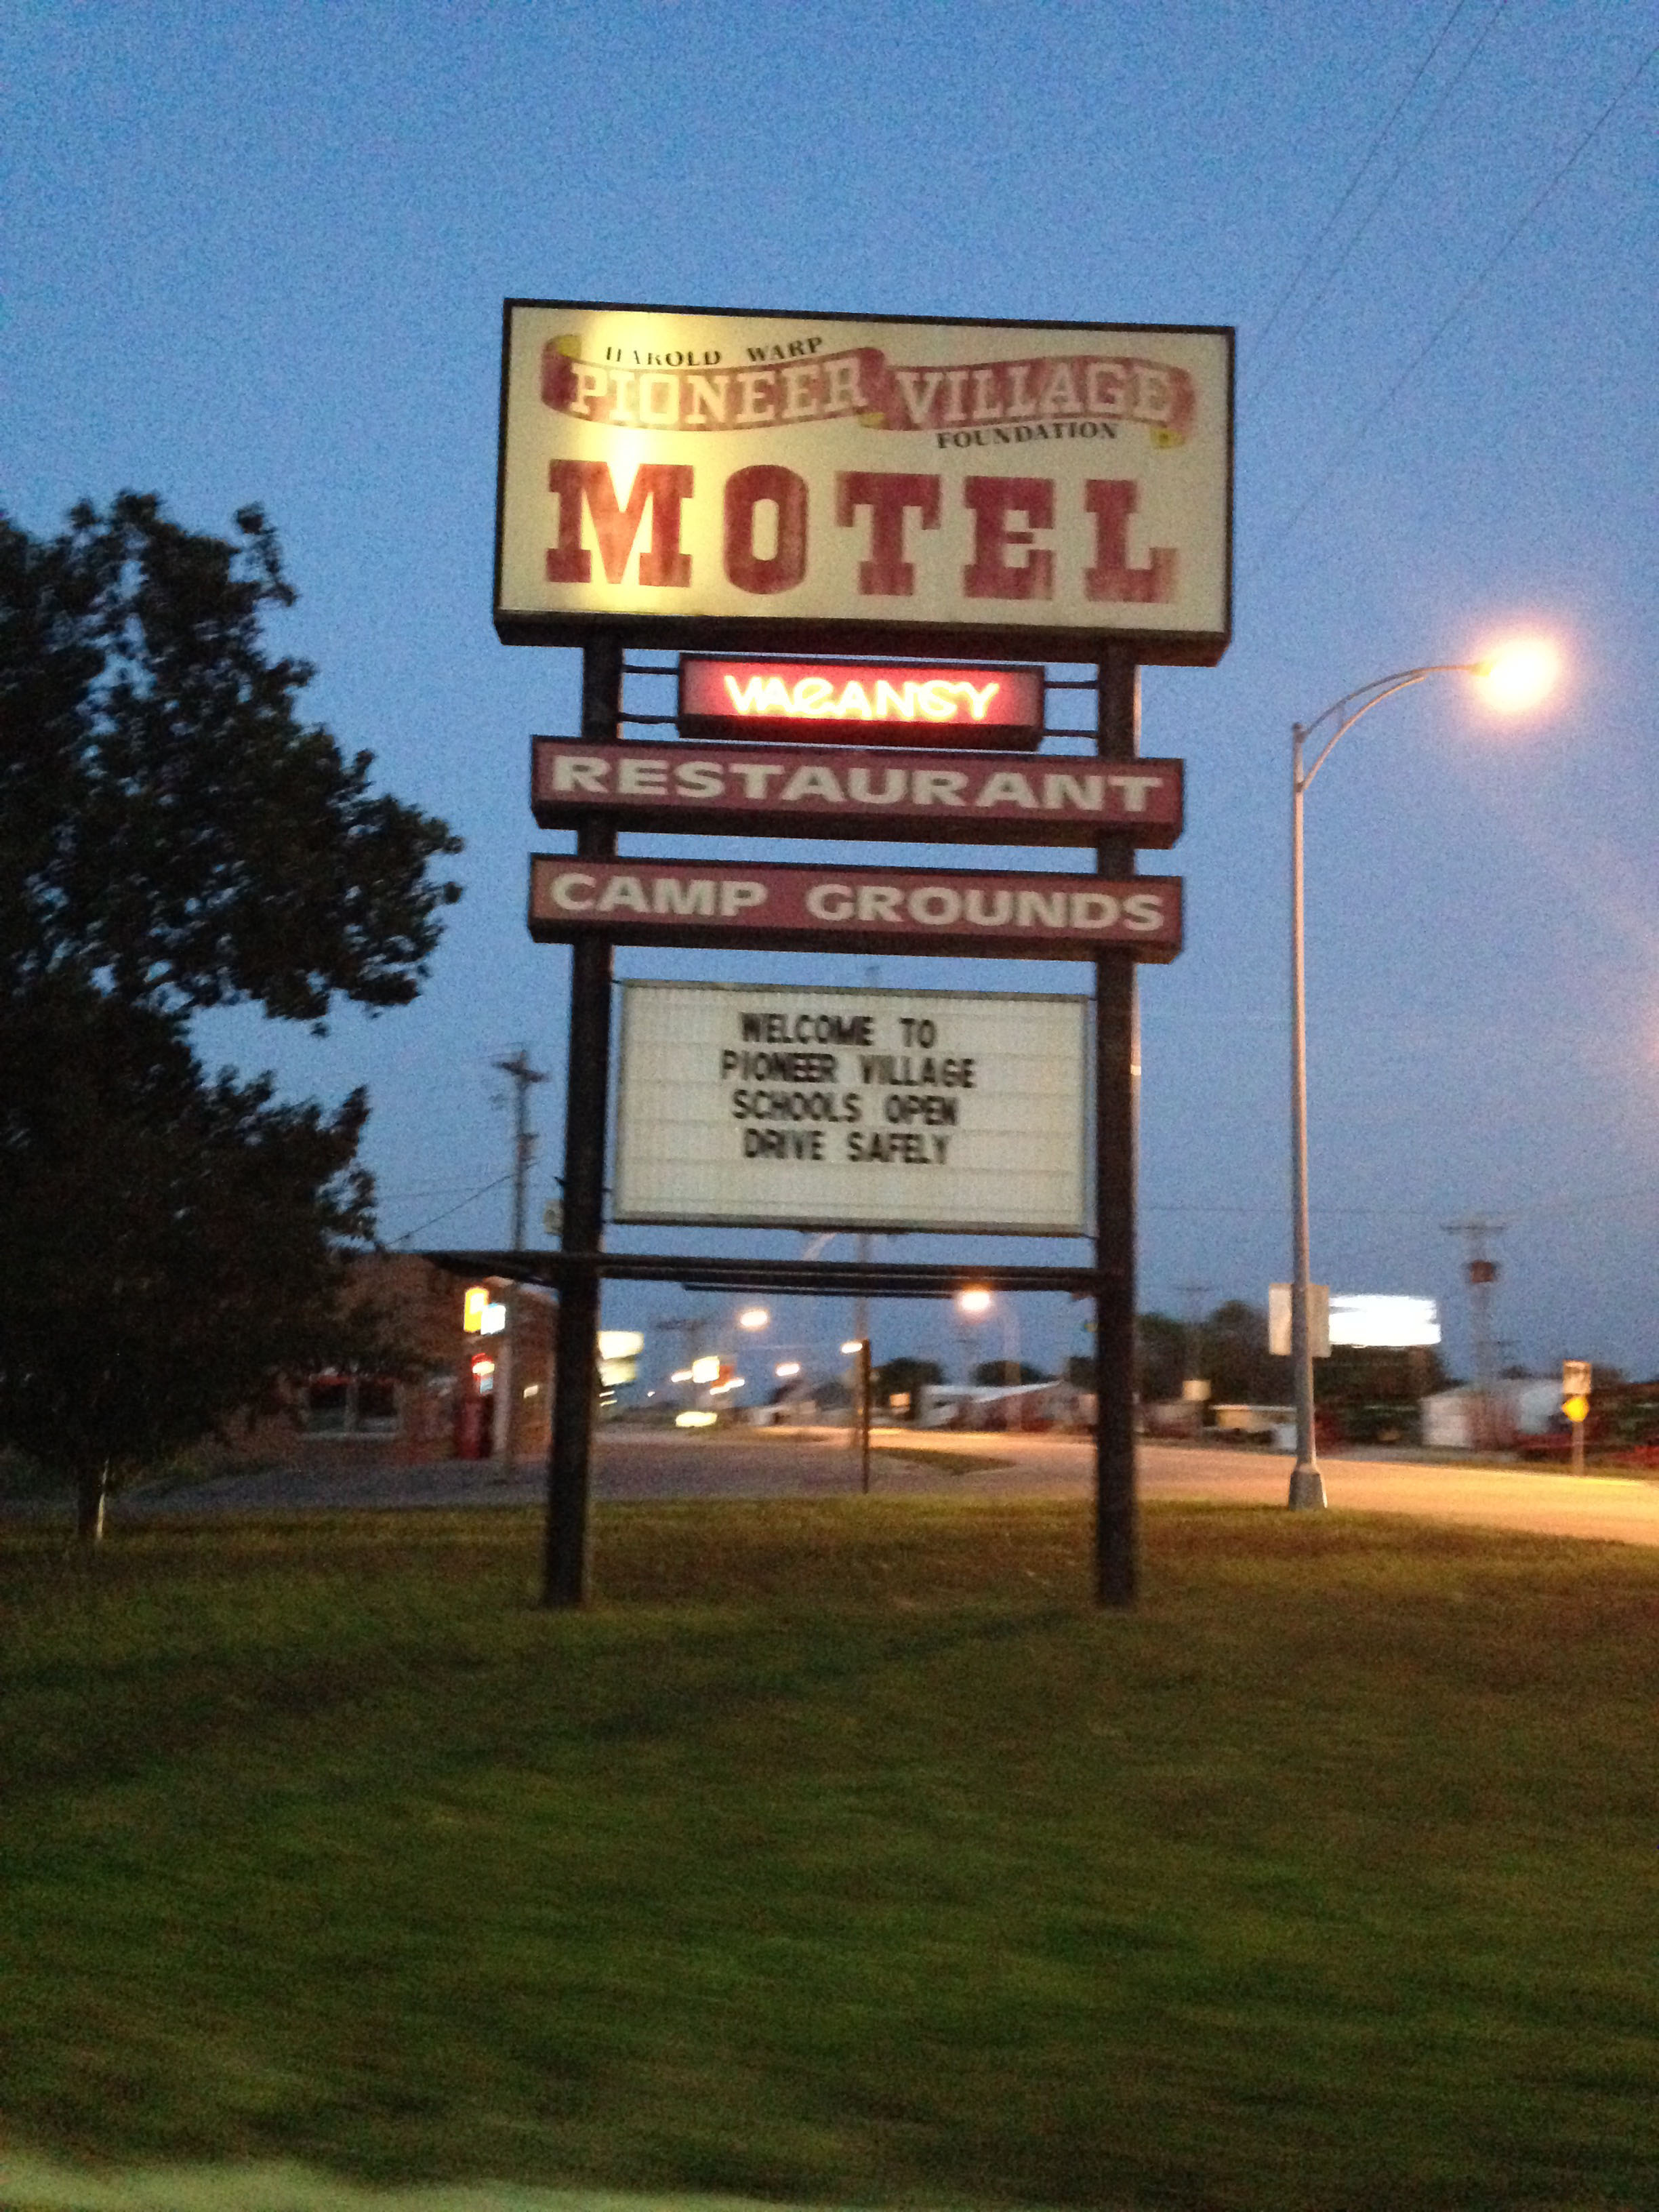 HAROLD WARP
PIONEER VILLAGE
FOUNDATION
MOTEL
VACANCY
RESTAURANT
CAMP GROUNDS
WELCOME TO
PIONEER VILLAGE
SCHOOLS OPEN
DRIVE SAFELY